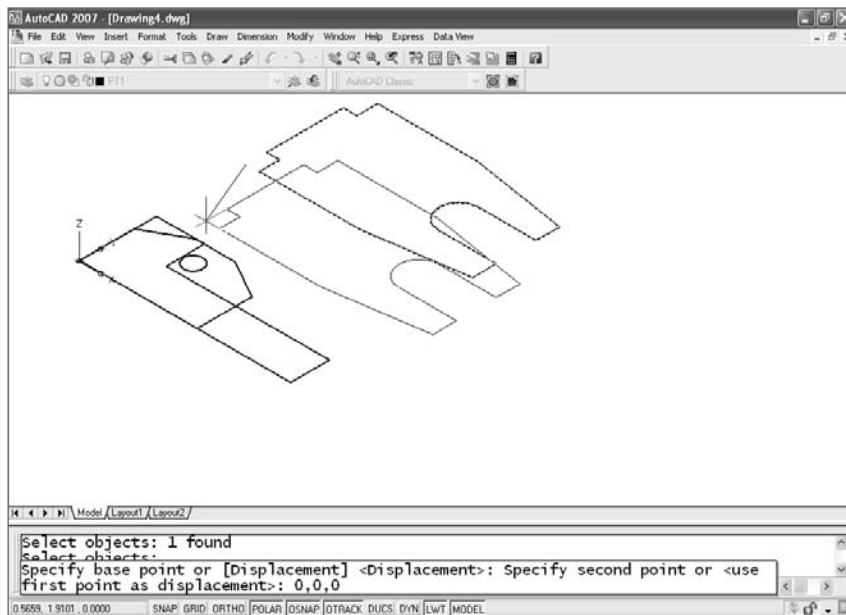 AutoCAD 2007 - [Drawing4.dwg]
File Edit View Insert Format Tools Draw Dimension Modify Window Help Express Data View
PT1 AutoCAD Classic
Z
Y
X
Model Layout1 Layout2
Select objects: 1 found
Select objects:
Specify base point or [Displacement] <Displacement>: Specify second point or <use
first point as displacement>: 0,0,0
0.5659, 1.9101, 0.0000 SNAP GRID ORTHO POLAR OSNAP OTRACK DUCS DYN LWT MODEL